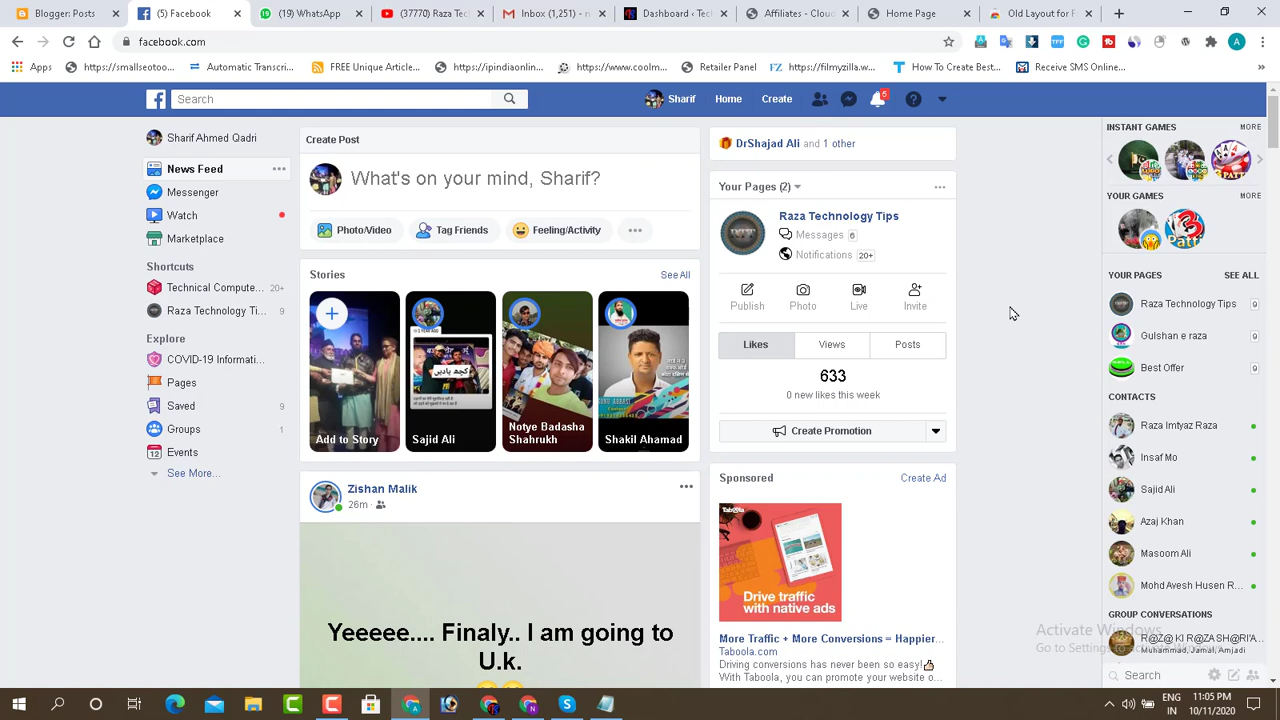 Blogger: Posts
(5) Facebook
(19) WhatsApp
(37770) Raza Tec
Inbox (1,251) - m
Dashboard ‹ Tec
Affiliates - Cloud
Home Page
Old Layout for F
facebook.com
Apps
https://smallseotoo...
Automatic Transcri...
FREE Unique Article...
https://ipindiaonlin...
https://www.coolm...
Retailer Panel
https://filmyzilla.w...
How To Create Best...
Receive SMS Online...
Search
Sharif
Home
Create
5
Sharif Ahmed Qadri
News Feed
Messenger
Watch
Marketplace
Shortcuts
Technical Compute... 20+
Raza Technology Ti... 9
Explore
COVID-19 Informati...
Pages
Saved 9
Groups 1
Events
See More...
Create Post
What's on your mind, Sharif?
Photo/Video
Tag Friends
Feeling/Activity
Stories
See All
Add to Story
Sajid Ali
Notye Badasha
Shahrukh
Shakil Ahamad
Zishan Malik
26m
Yeeeee.... Finaly.. I am going to
U.k.
DrShajad Ali and 1 other
Your Pages (2)
Raza Technology Tips
Messages 6
Notifications 20+
Publish
Photo
Live
Invite
Likes
Views
Posts
633
0 new likes this week
Create Promotion
Sponsored
Create Ad
Taboola
Drive traffic
with native ads
More Traffic + More Conversions = Happier...
Taboola.com
Driving conversions has never been so easy!
With Taboola, you can promote your website o...
INSTANT GAMES
MORE
YOUR GAMES
MORE
YOUR PAGES
SEE ALL
Raza Technology Tips 9
Gulshan e raza 9
Best Offer 9
CONTACTS
Raza Imtyaz Raza
Insaf Mo
Sajid Ali
Azaj Khan
Masoom Ali
Mohd Avesh Husen R...
GROUP CONVERSATIONS
R@Z@ KI R@ZA SH@RI'A...
Muhammad, Jamal, Amjadi
Activate Windows
Search
ENG
IN
11:05 PM
10/11/2020